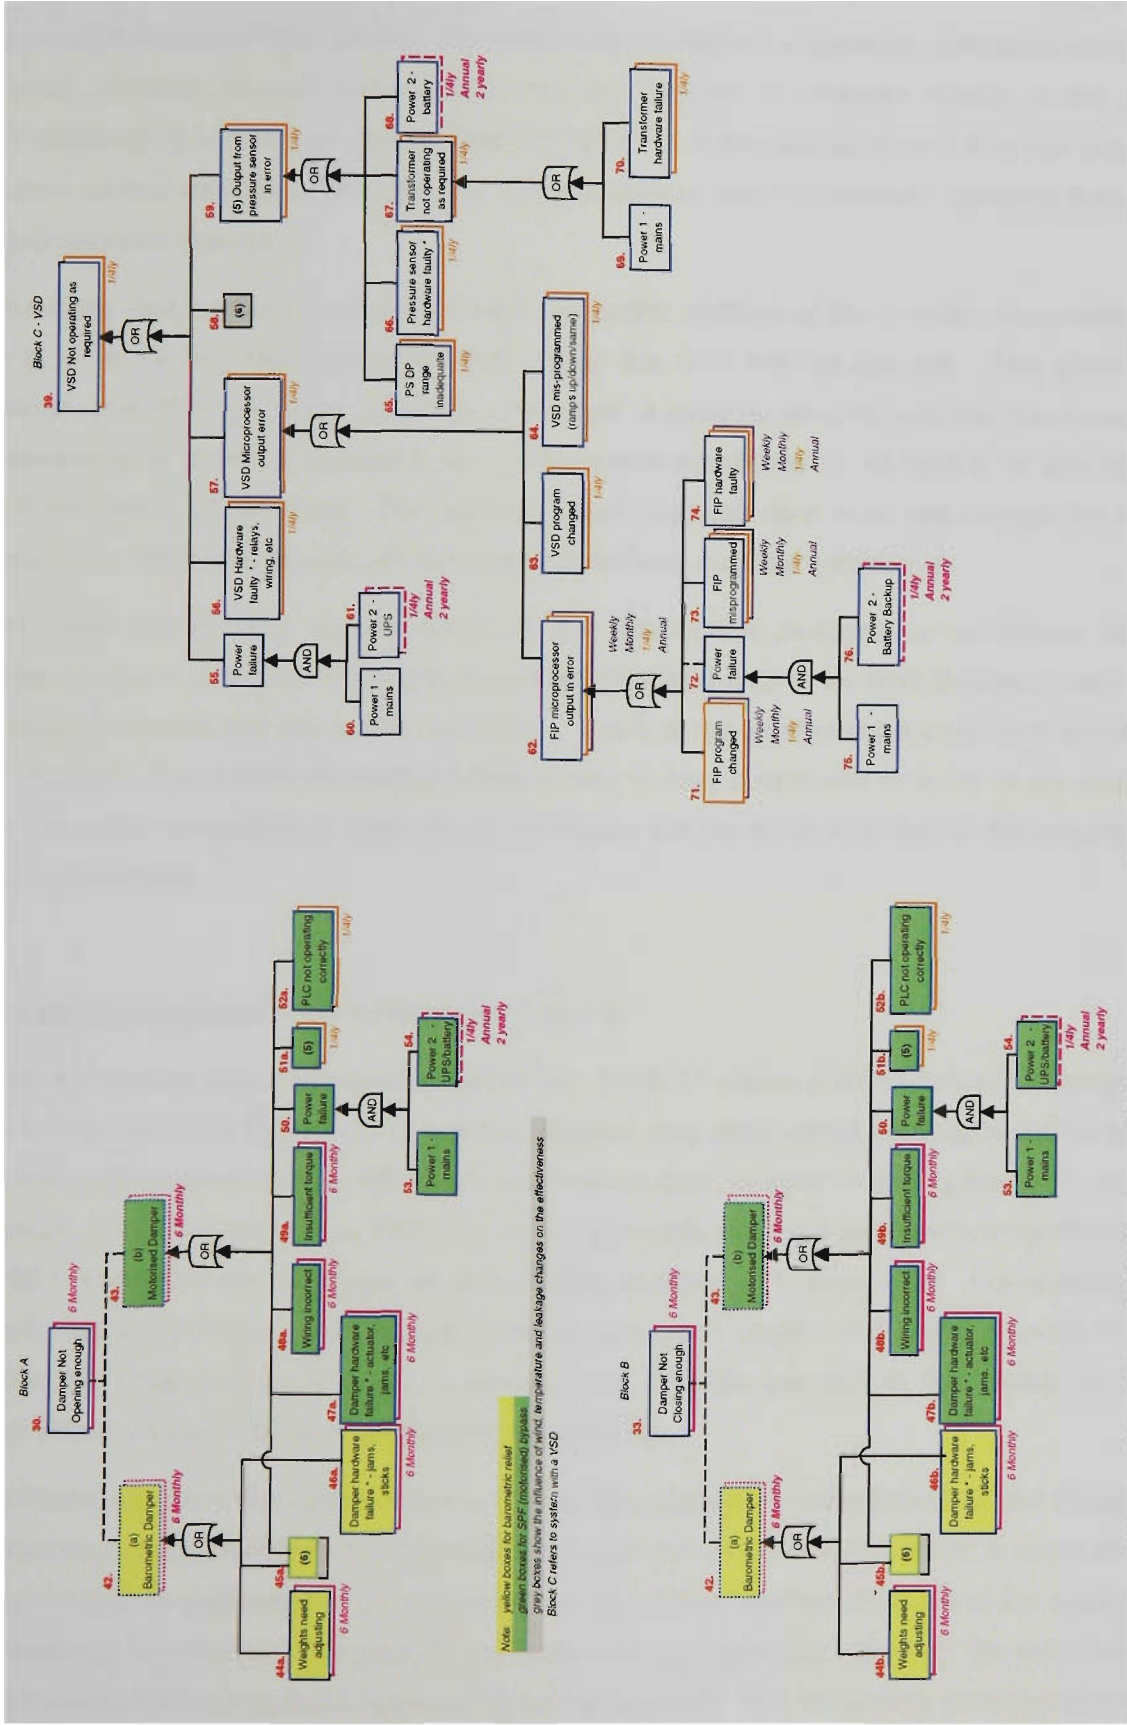 Block A
30.
Damper Not
Opening enough
6 Monthly
42.
(a)
Barometric Damper
6 Monthly
43.
(b)
Motorised Damper
6 Monthly
OR
OR
44a.
Weights need
adjusting
6 Monthly
45a.
(6)
46a.
Damper hardware
failure * - jams,
sticks
6 Monthly
47a.
Damper hardware
failure * - actuator,
jams, etc
6 Monthly
48a.
Wiring incorrect
6 Monthly
49a.
Insufficient torque
6 Monthly
50.
Power
failure
51a.
(5)
1/4ly
52a.
PLC not operating
correctly
1/4ly
AND
53.
Power 1 -
mains
54.
Power 2 -
UPS/battery
1/4ly
Annual
2 yearly
Note: yellow boxes for barometric relief
green boxes for SPF (motorised) bypass
grey boxes show the influence of wind, temperature and leakage changes on the effectiveness
Block C refers to system with a VSD
Block B
33.
Damper Not
Closing enough
6 Monthly
42.
(a)
Barometric Damper
6 Monthly
43.
(b)
Motorised Damper
6 Monthly
OR
OR
44b.
Weights need
adjusting
6 Monthly
45b.
(6)
46b.
Damper hardware
failure * - jams,
sticks
6 Monthly
47b.
Damper hardware
failure * - actuator,
jams, etc
6 Monthly
48b.
Wiring incorrect
6 Monthly
49b.
Insufficient torque
6 Monthly
50.
Power
failure
51b.
(5)
1/4ly
52b.
PLC not operating
correctly
1/4ly
AND
53.
Power 1 -
mains
54.
Power 2 -
UPS/battery
1/4ly
Annual
2 yearly
Block C - VSD
39.
VSD Not operating as
required
1/4ly
OR
55.
Power
failure
56.
VSD Hardware
faulty * - relays,
wiring, etc
1/4ly
57.
VSD Microprocessor
output error
1/4ly
58.
(6)
59.
(5) Output from
pressure sensor
in error
1/4ly
AND
60.
Power 1 -
mains
61.
Power 2 -
UPS
1/4ly
Annual
2 yearly
OR
OR
62.
FIP microprocessor
output in error
Weekly
Monthly
1/4ly
Annual
63.
VSD program
changed
1/4ly
64.
VSD mis-programmed
(ramps up/down/same)
1/4ly
65.
PS DP
range
inadequate
1/4ly
66.
Pressure sensor
hardware faulty *
1/4ly
67.
Transformer
not operating
as required
1/4ly
68.
Power 2 -
battery
1/4ly
Annual
2 yearly
OR
69.
Power 1 -
mains
70.
Transformer
hardware failure
1/4ly
OR
71.
FIP program
changed
Weekly
Monthly
1/4ly
Annual
72.
Power
failure
73.
FIP
misprogrammed
Weekly
Monthly
1/4ly
Annual
74.
FIP hardware
faulty
Weekly
Monthly
1/4ly
Annual
AND
75.
Power 1 -
mains
76.
Power 2 -
Battery Backup
1/4ly
Annual
2 yearly